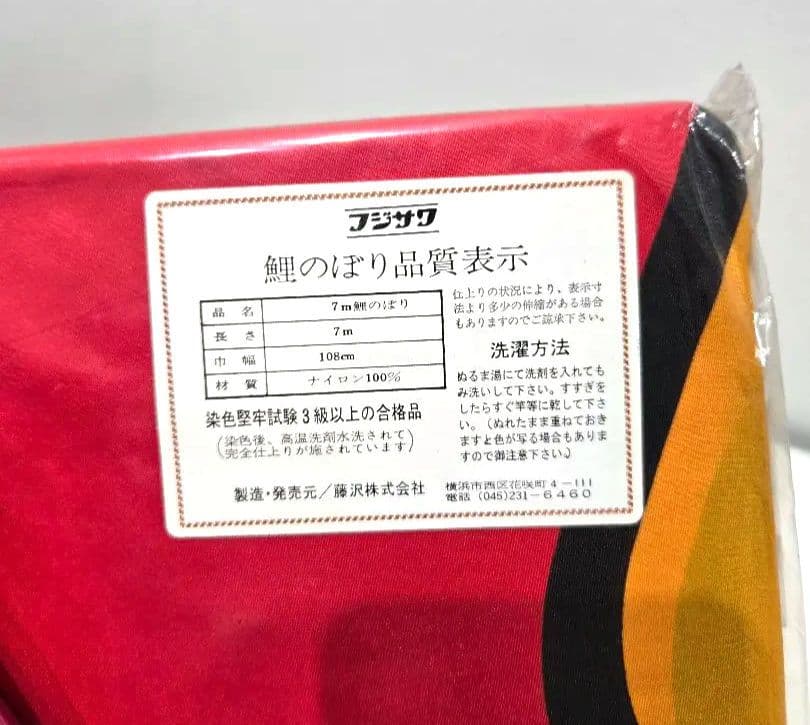 フジサワ
鯉のぼり品質表示
品名 7m鯉のぼり
長さ 7m
巾幅 108cm
材質 ナイロン100%
染色堅牢試験3級以上の合格品
(染色後、高温洗剤水洗されて
完全仕上りが施されています)
仕上りの状況により、表示寸
法より多少の伸縮がある場合
もありますのでご諒承下さい。
洗濯方法
ぬるま湯にて洗剤を入れても
み洗いして下さい。すすぎを
したらすぐ竿等に乾して下さ
い。(ぬれたまま重ねておき
ますと色が写る場合もありま
すので御注意下さい。)
製造・発売元/藤沢株式会社
横浜市西区花咲町4-111
電話(045)231-6460